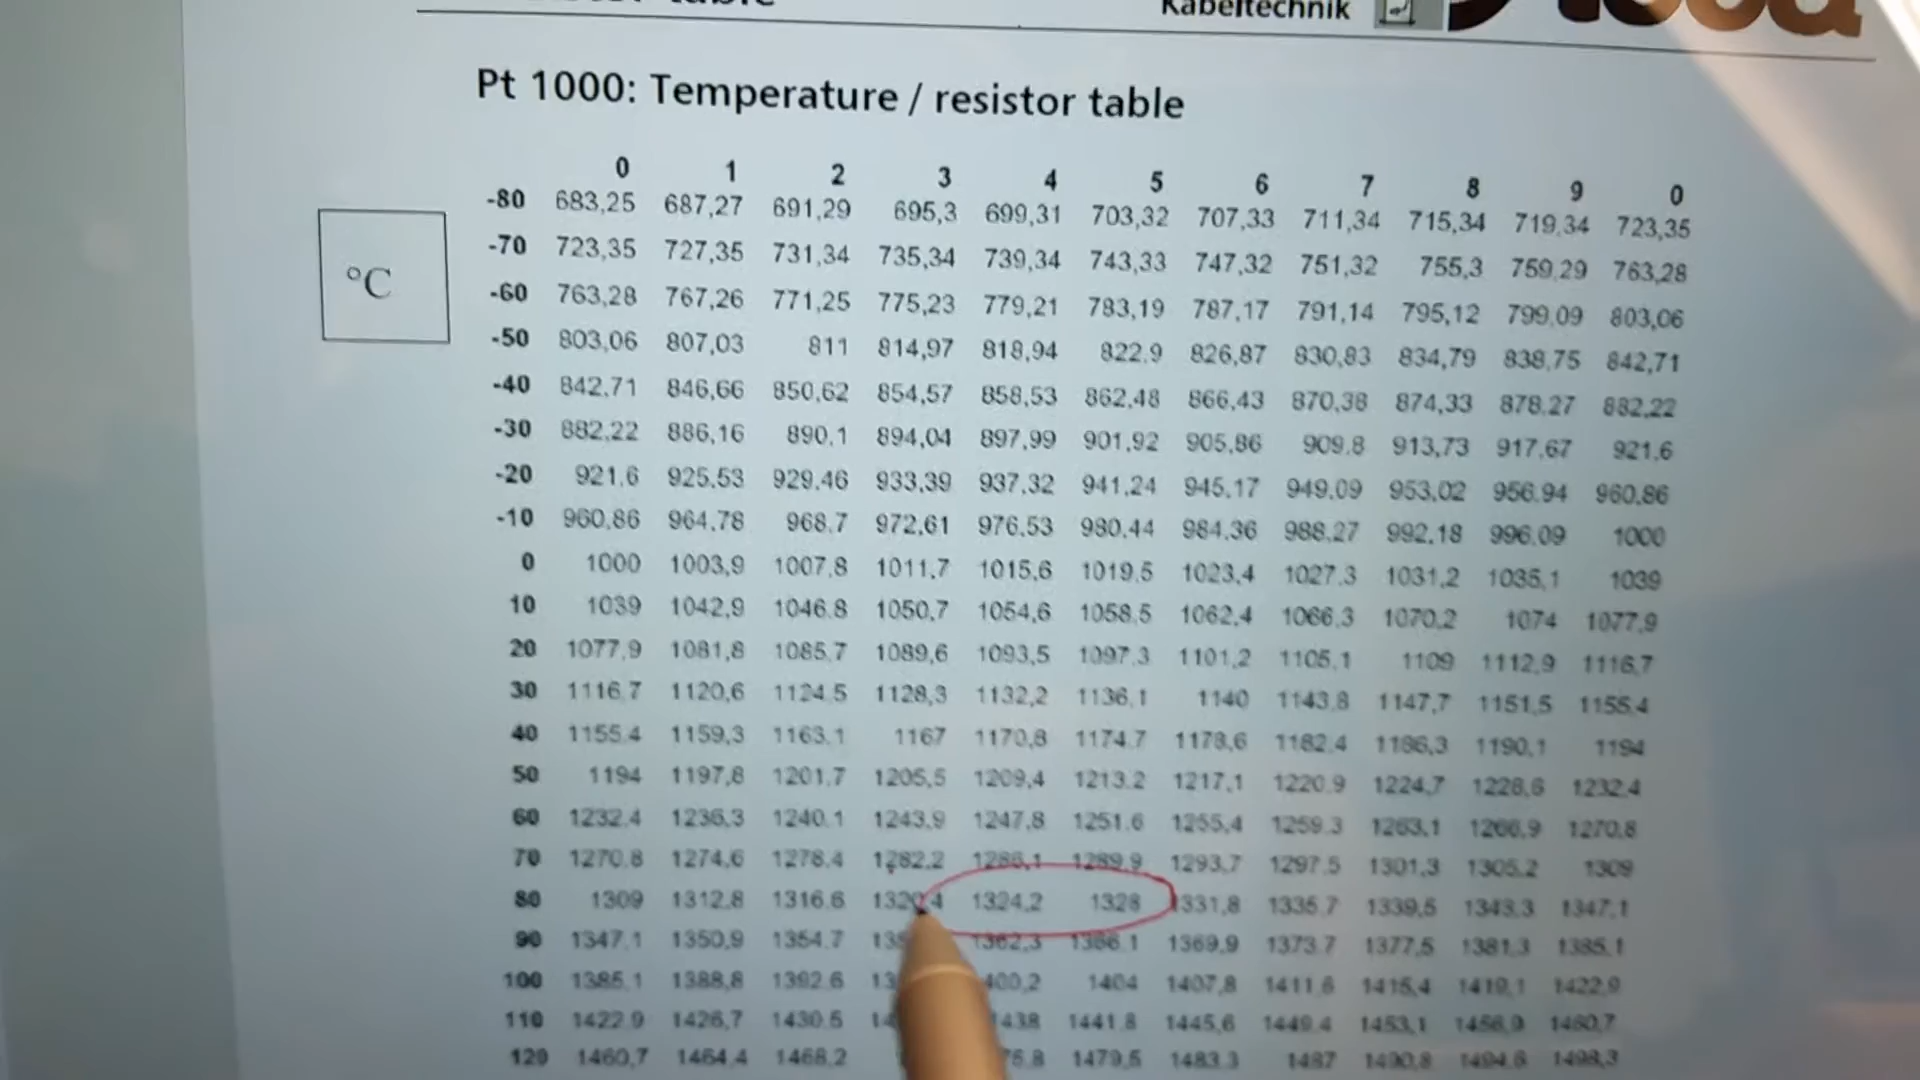 Kabeltechnik
Pt 1000: Temperature / resistor table
0 1 2 3 4 5 6 7 8 9 0
-80 683,25 687,27 691,29 695,3 699,31 703,32 707,33 711,34 715,34 719,34 723,35
°C
-70 723,35 727,35 731,34 735,34 739,34 743,33 747,32 751,32 755,3 759,29 763,28
-60 763,28 767,26 771,25 775,23 779,21 783,19 787,17 791,14 795,12 799,09 803,06
-50 803,06 807,03 811 814,97 818,94 822,9 826,87 830,83 834,79 838,75 842,71
-40 842,71 846,66 850,62 854,57 858,53 862,48 866,43 870,38 874,33 878,27 882,22
-30 882,22 886,16 890,1 894,04 897,99 901,92 905,86 909,8 913,73 917,67 921,6
-20 921,6 925,53 929,46 933,39 937,32 941,24 945,17 949,09 953,02 956,94 960,86
-10 960,86 964,78 968,7 972,61 976,53 980,44 984,36 988,27 992,18 996,09 1000
0 1000 1003,9 1007,8 1011,7 1015,6 1019,5 1023,4 1027,3 1031,2 1035,1 1039
10 1039 1042,9 1046,8 1050,7 1054,6 1058,5 1062,4 1066,3 1070,2 1074 1077,9
20 1077,9 1081,8 1085,7 1089,6 1093,5 1097,3 1101,2 1105,1 1109 1112,9 1116,7
30 1116,7 1120,6 1124,5 1128,3 1132,2 1136,1 1140 1143,8 1147,7 1151,5 1155,4
40 1155,4 1159,3 1163,1 1167 1170,8 1174,7 1178,6 1182,4 1186,3 1190,1 1194
50 1194 1197,8 1201,7 1205,5 1209,4 1213,2 1217,1 1220,9 1224,7 1228,6 1232,4
60 1232,4 1236,3 1240,1 1243,9 1247,8 1251,6 1255,4 1259,3 1263,1 1266,9 1270,8
70 1270,8 1274,6 1278,4 1282,2 1286,1 1289,9 1293,7 1297,5 1301,3 1305,2 1309
80 1309 1312,8 1316,6 1320,4 1324,2 1328 1331,8 1335,7 1339,5 1343,3 1347,1
90 1347,1 1350,9 1354,7 1362,3 1366,1 1369,9 1373,7 1377,5 1381,3 1385,1
100 1385,1 1388,8 1392,6 1404 1407,8 1411,6 1415,4 1419,1 1422,9
110 1422,9 1426,7 1430,5 1441,8 1445,6 1449,4 1453,1 1456,9 1460,7
120 1460,7 1464,4 1468,2 1479,5 1483,3 1487 1490,8 1494,6 1498,3